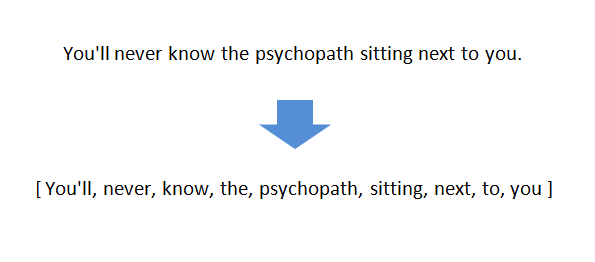 You'll never know the psychopath sitting next to you.
[ You'll, never, know, the, psychopath, sitting, next, to, you ]